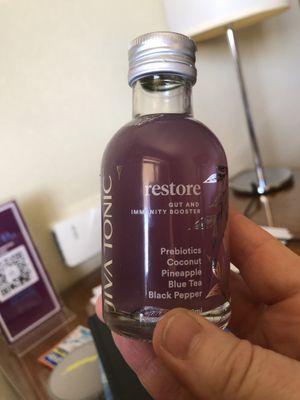 JIVA TONIC
restore
GUT AND
IMMUNITY BOOSTER
Prebiotics
Coconut
Pineapple
Blue Tea
Black Pepper